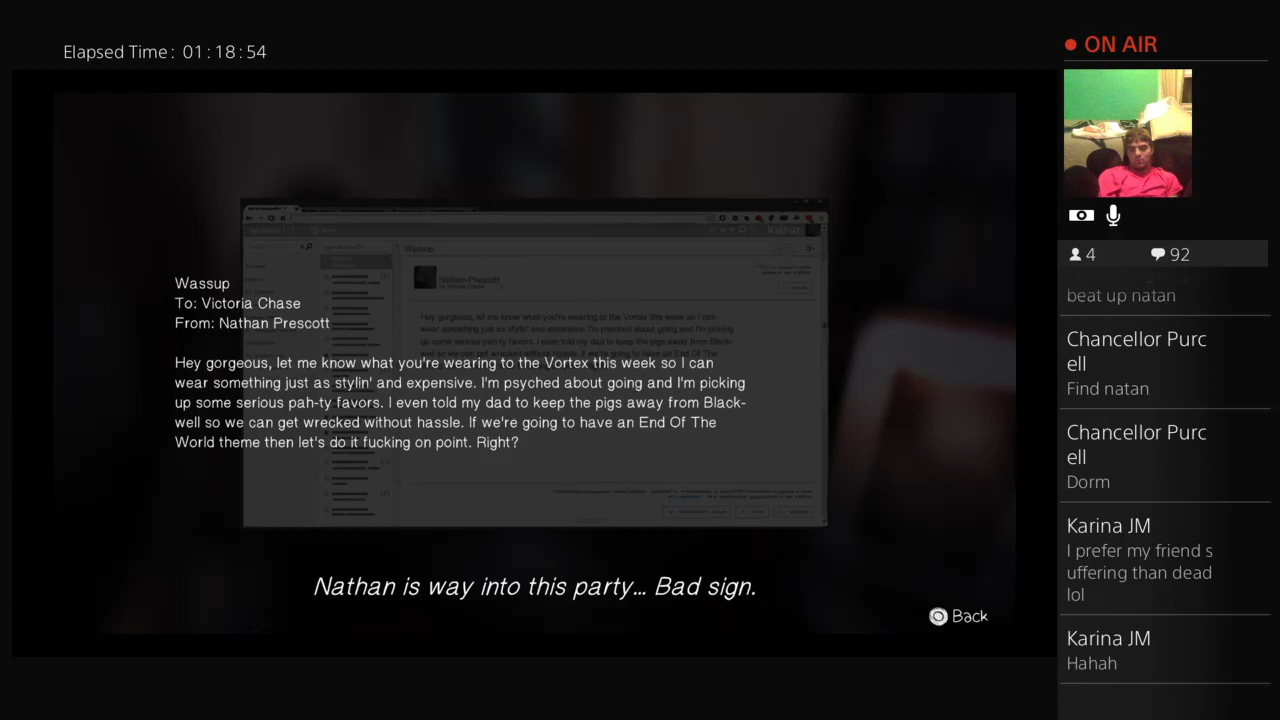 Elapsed Time: 01:18:54
ON AIR
4 92
beat up natan
Chancellor Purc
ell
Find natan
Chancellor Purc
ell
Dorm
Karina JM
I prefer my friend s
uffering than dead
lol
Karina JM
Hahah
Wassup
Nathan Prescott
Wassup
To: Victoria Chase
From: Nathan Prescott
Hey gorgeous, let me know what you're wearing to the Vortex this week so I can
wear something just as stylin' and expensive. I'm psyched about going and I'm picking
up some serious pah-ty favors. I even told my dad to keep the pigs away from Black-
well so we can get wrecked without hassle. If we're going to have an End Of The
World theme then let's do it fucking on point. Right?
Nathan is way into this party... Bad sign.
Back